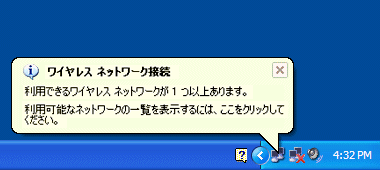 ワイヤレス ネットワーク接続
利用できるワイヤレス ネットワークが 1 つ以上あります。
利用可能なネットワークの一覧を表示するには、ここをクリックして
ください。
?
4:32 PM